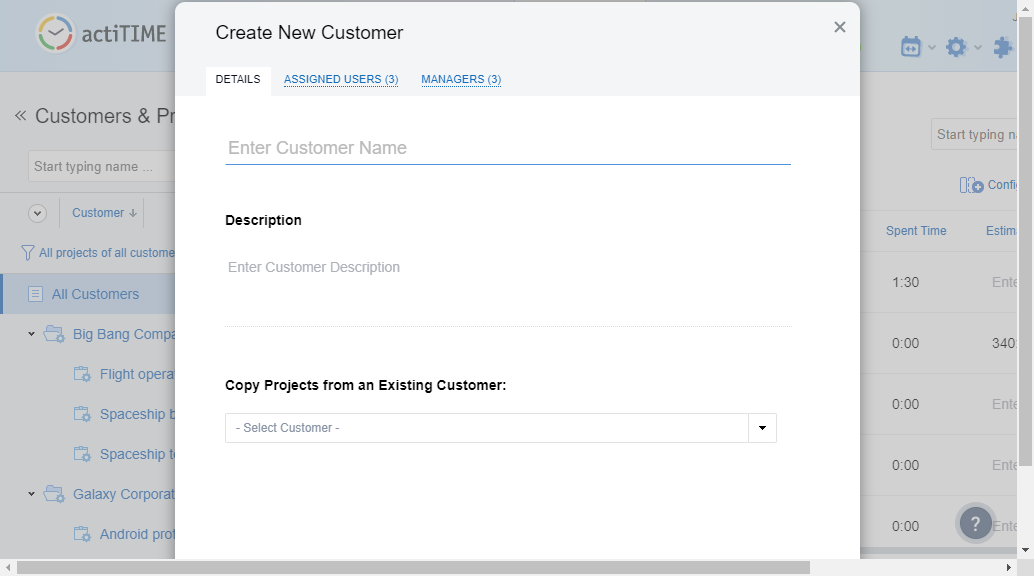 actiTIME
Create New Customer
DETAILS
ASSIGNED USERS (3)
MANAGERS (3)
Customers & Pr
Start typing name ...
Customer
All projects of all custome
All Customers
Big Bang Compa
Flight opera
Spaceship b
Spaceship t
Galaxy Corporat
Android prot
Enter Customer Name
Description
Enter Customer Description
Copy Projects from an Existing Customer:
- Select Customer -
Start typing n
Confi
Spent Time
Estima
1:30
Ente
0:00
340:
0:00
Ente
0:00
Ente
0:00
Ente
?